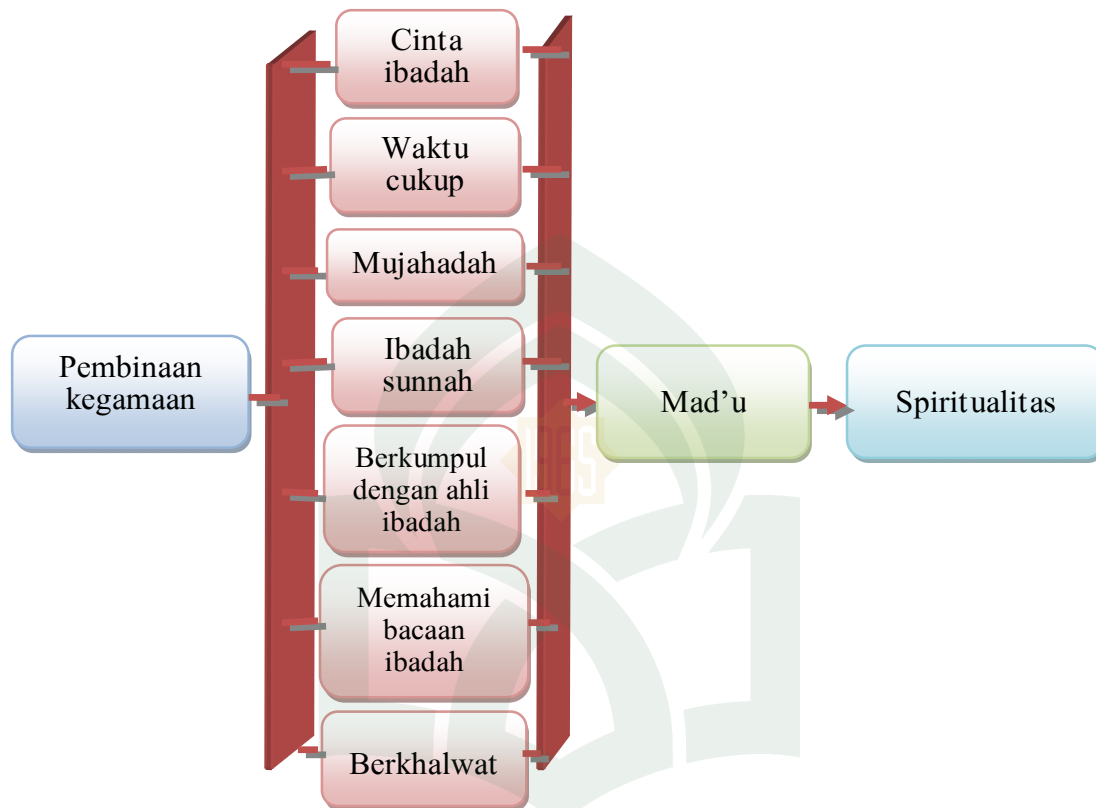 Cinta
ibadah
Waktu
cukup
Mujahadah
Pembinaan
kegamaan
Ibadah
sunnah
Mad’u
Spiritualitas
Berkumpul
dengan ahli
ibadah
Memahami
bacaan
ibadah
Berkhalwat